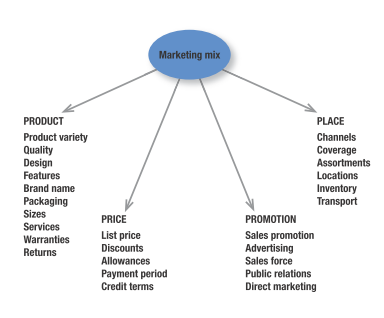 Marketing mix
PRODUCT
Product variety
Quality
Design
Features
Brand name
Packaging
Sizes
Services
Warranties
Returns
PRICE
List price
Discounts
Allowances
Payment period
Credit terms
PROMOTION
Sales promotion
Advertising
Sales force
Public relations
Direct marketing
PLACE
Channels
Coverage
Assortments
Locations
Inventory
Transport